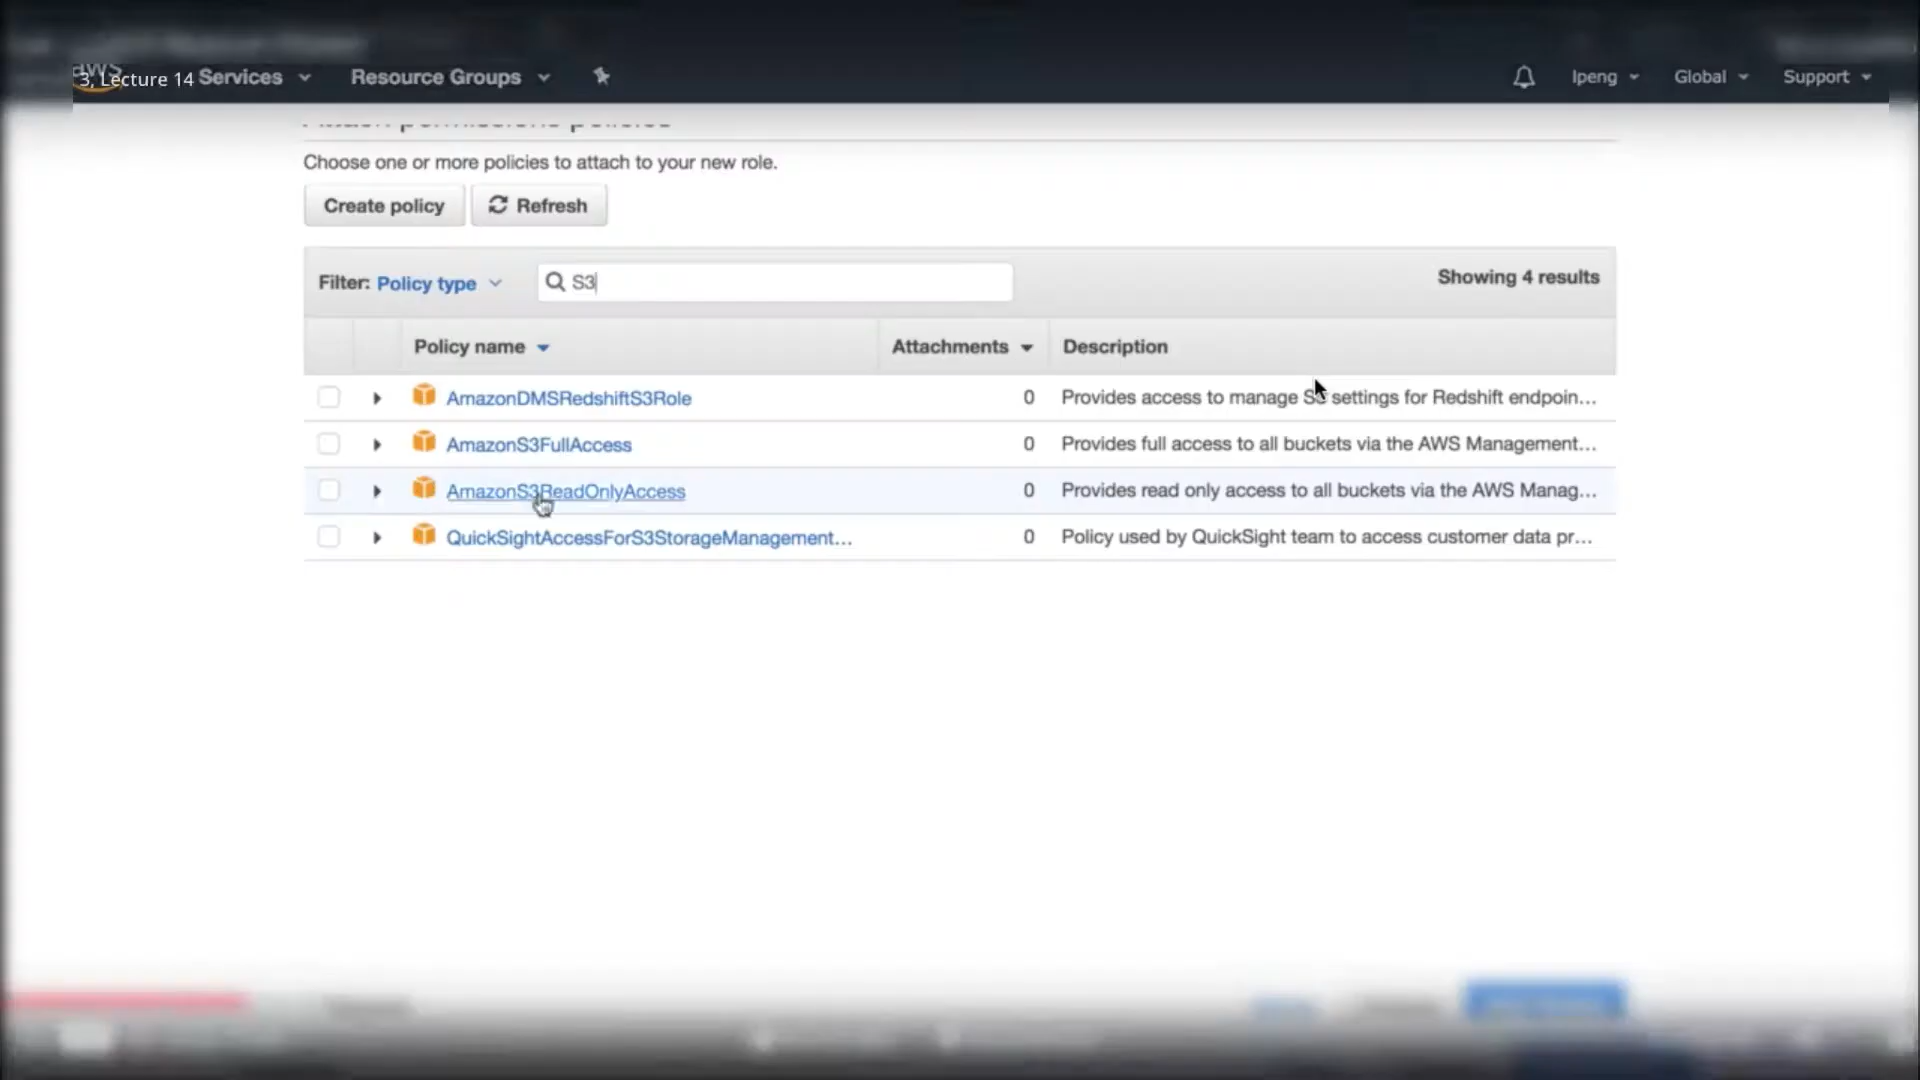 aws
3, Lecture 14 Services Resource Groups Ipeng Global Support
Attach permissions policies
Choose one or more policies to attach to your new role.
Create policy Refresh
Filter: Policy type S3 Showing 4 results
Policy name Attachments Description
AmazonDMSRedshiftS3Role 0 Provides access to manage S3 settings for Redshift endpoin...
AmazonS3FullAccess 0 Provides full access to all buckets via the AWS Management...
AmazonS3ReadOnlyAccess 0 Provides read only access to all buckets via the AWS Manag...
QuickSightAccessForS3StorageManagement... 0 Policy used by QuickSight team to access customer data pr...